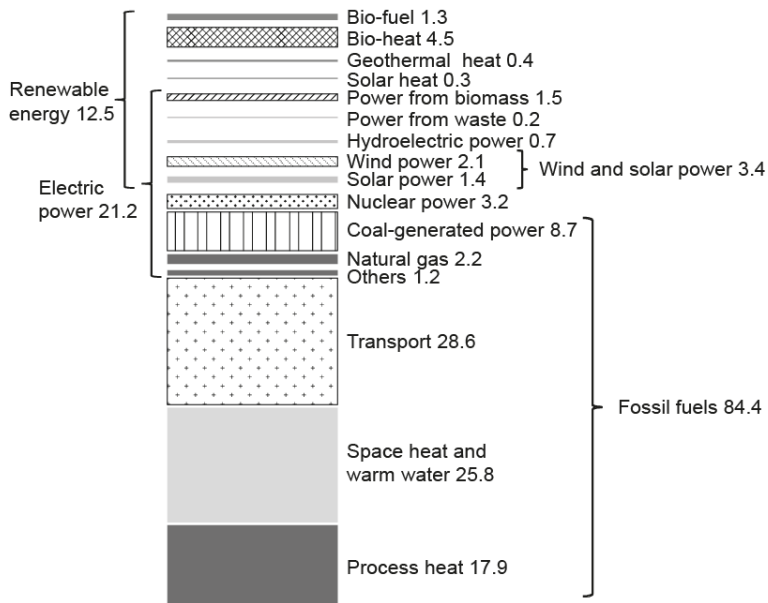 Bio-fuel 1.3
Bio-heat 4.5
Geothermal heat 0.4
Solar heat 0.3
Renewable
energy 12.5
Power from biomass 1.5
Power from waste 0.2
Hydroelectric power 0.7
Wind power 2.1
Wind and solar power 3.4
Solar power 1.4
Electric
power 21.2
Nuclear power 3.2
Coal-generated power 8.7
Natural gas 2.2
Others 1.2
Transport 28.6
Fossil fuels 84.4
Space heat and
warm water 25.8
Process heat 17.9